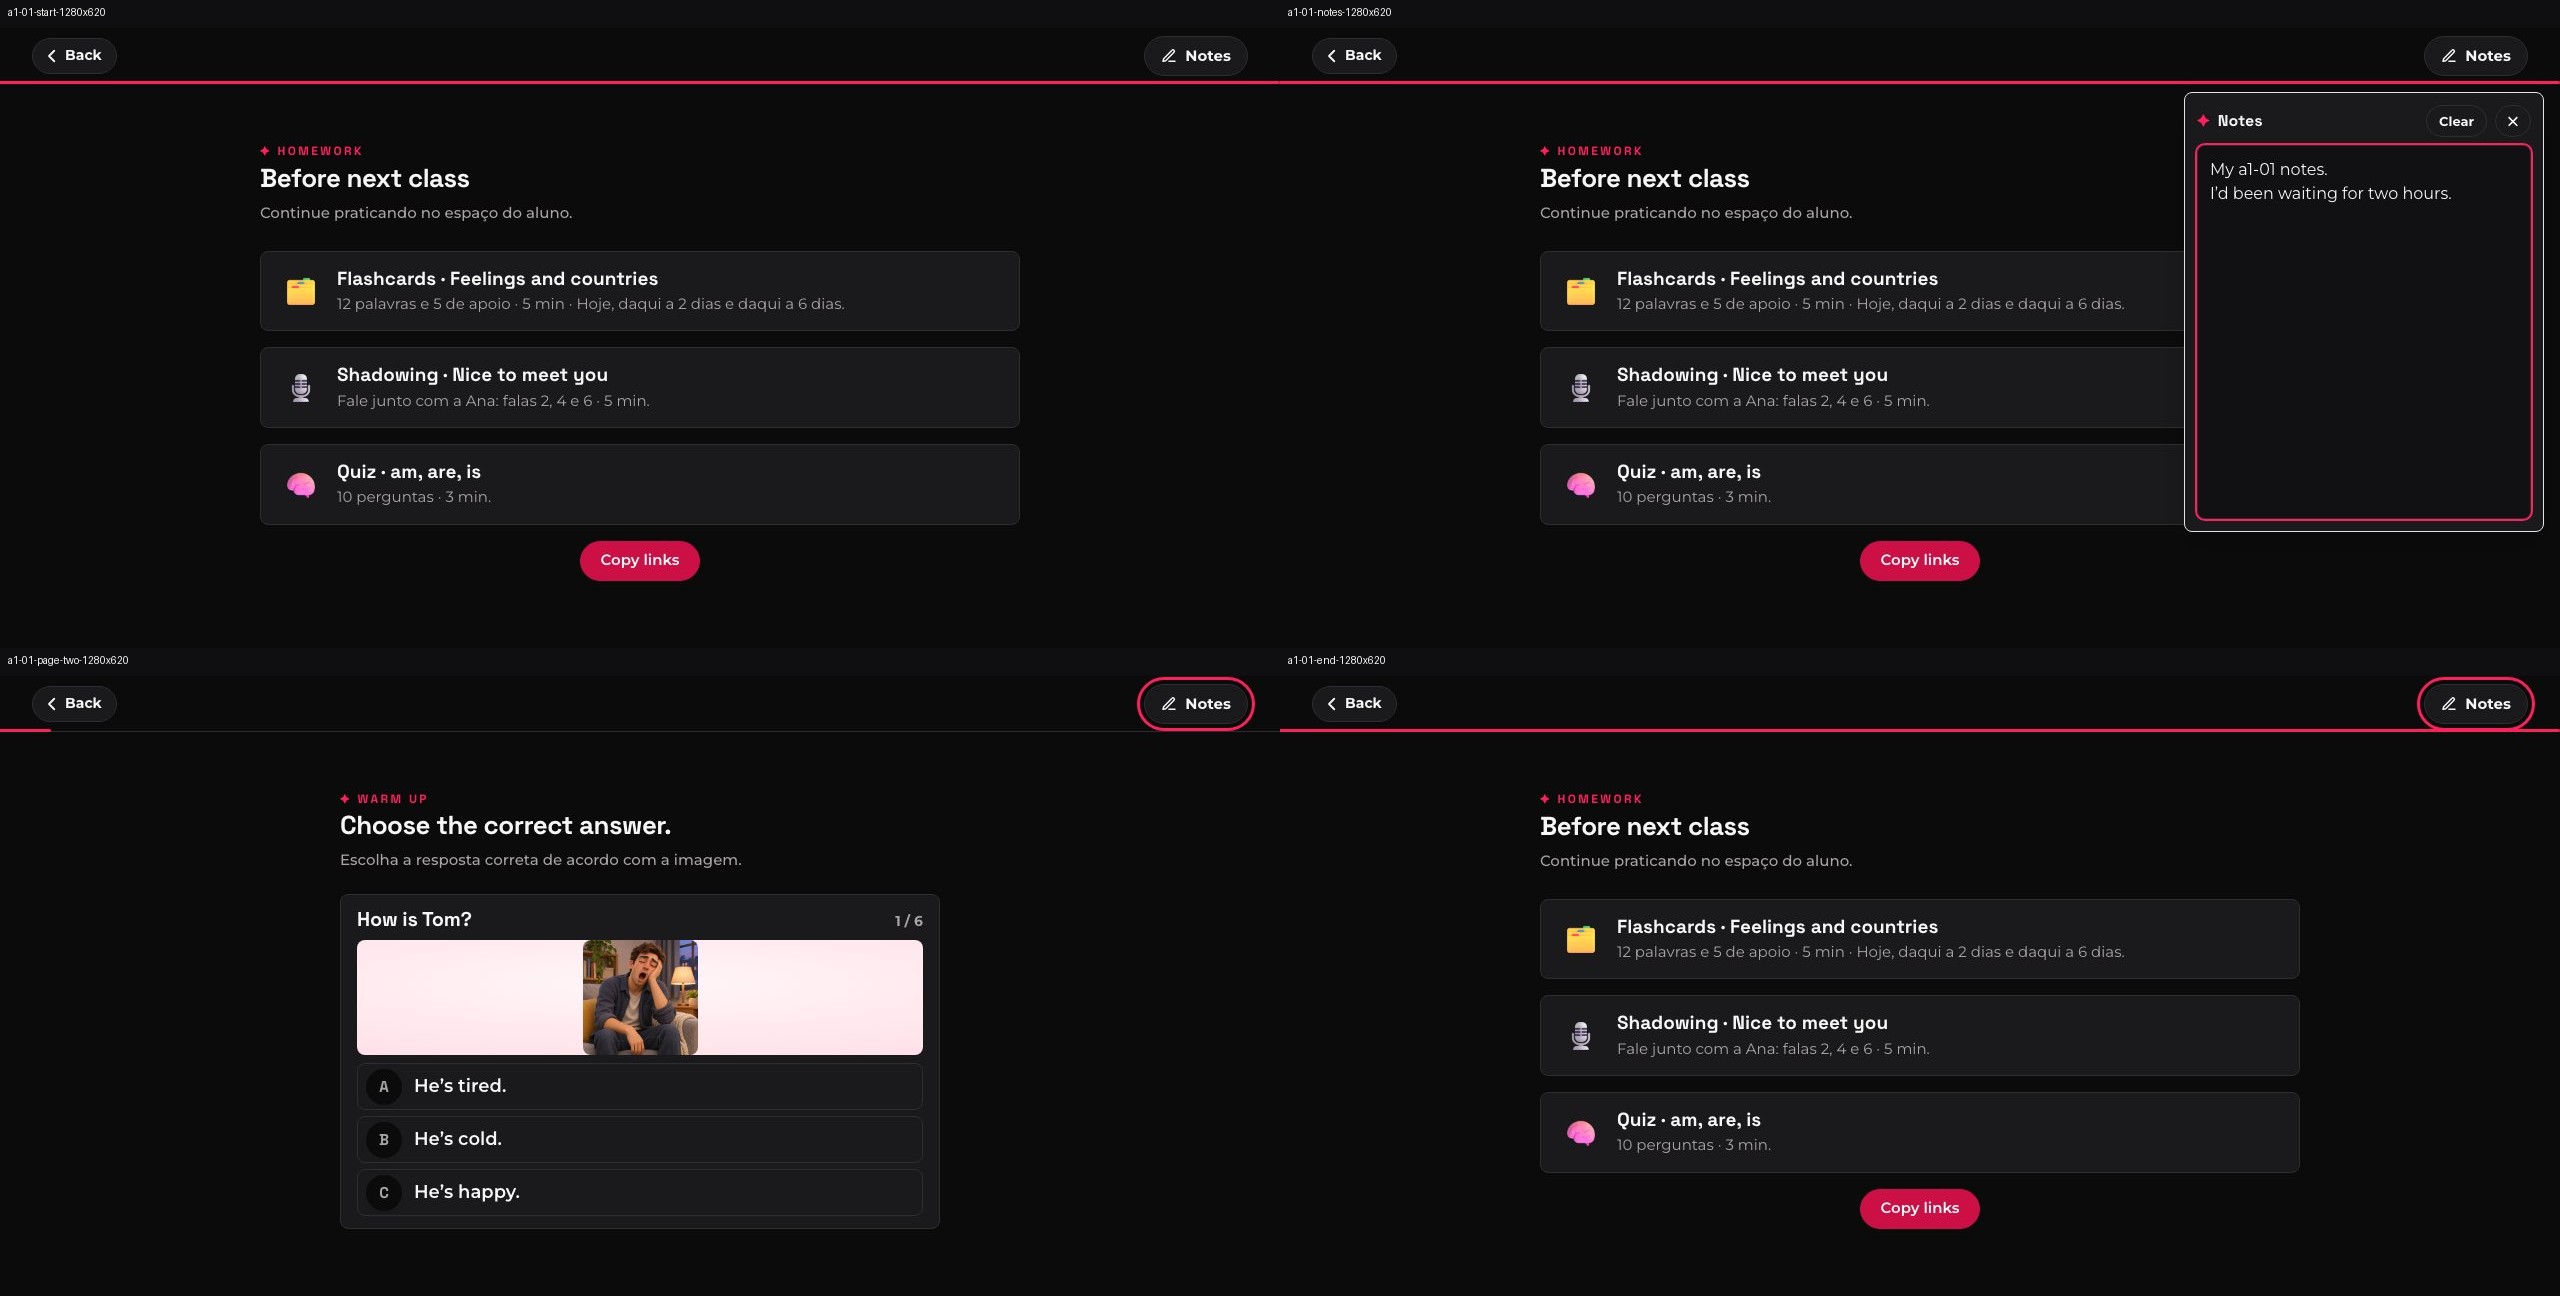 a1-01-start-1280x620
Back
Notes
HOMEWORK
Before next class
Continue praticando no espaço do aluno.
Flashcards · Feelings and countries
12 palavras e 5 de apoio · 5 min · Hoje, daqui a 2 dias e daqui a 6 dias.
Shadowing · Nice to meet you
Fale junto com a Ana: falas 2, 4 e 6 · 5 min.
Quiz · am, are, is
10 perguntas · 3 min.
Copy links
a1-01-notes-1280x620
Back
Notes
HOMEWORK
Before next class
Continue praticando no espaço do aluno.
Flashcards · Feelings and countries
12 palavras e 5 de apoio · 5 min · Hoje, daqui a 2 dias e daqui a 6 dias.
Shadowing · Nice to meet you
Fale junto com a Ana: falas 2, 4 e 6 · 5 min.
Quiz · am, are, is
10 perguntas · 3 min.
Copy links
Notes
Clear
My a1-01 notes.
I'd been waiting for two hours.
a1-01-page-two-1280x620
Back
Notes
WARM UP
Choose the correct answer.
Escolha a resposta correta de acordo com a imagem.
How is Tom?
1 / 6
A He's tired.
B He's cold.
C He's happy.
a1-01-end-1280x620
Back
Notes
HOMEWORK
Before next class
Continue praticando no espaço do aluno.
Flashcards · Feelings and countries
12 palavras e 5 de apoio · 5 min · Hoje, daqui a 2 dias e daqui a 6 dias.
Shadowing · Nice to meet you
Fale junto com a Ana: falas 2, 4 e 6 · 5 min.
Quiz · am, are, is
10 perguntas · 3 min.
Copy links